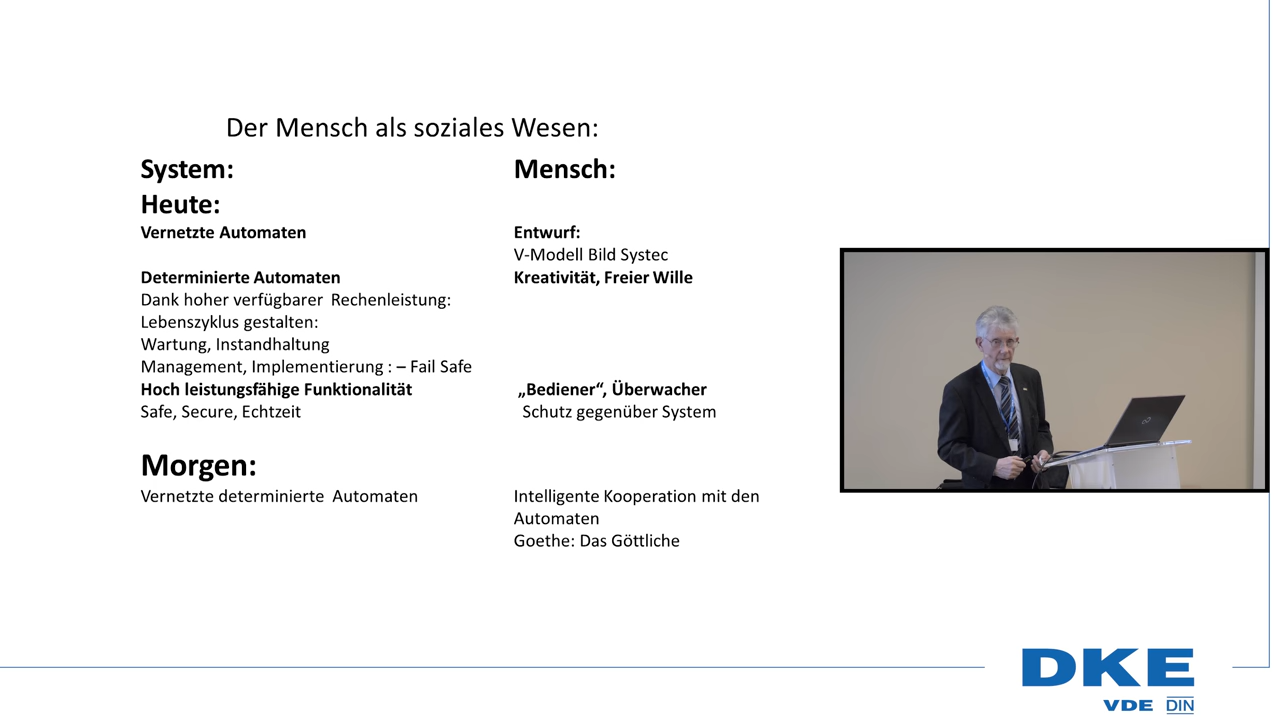 Der Mensch als soziales Wesen:
System:
Mensch:
Heute:
Vernetzte Automaten
Entwurf:
V-Modell Bild Systec
Determinierte Automaten
Kreativität, Freier Wille
Dank hoher verfügbarer Rechenleistung:
Lebenszyklus gestalten:
Wartung, Instandhaltung
Management, Implementierung : – Fail Safe
Hoch leistungsfähige Funktionalität
„Bediener“, Überwacher
Safe, Secure, Echtzeit
Schutz gegenüber System
Morgen:
Vernetzte determinierte Automaten
Intelligente Kooperation mit den
Automaten
Goethe: Das Göttliche
DKE
VDE DIN